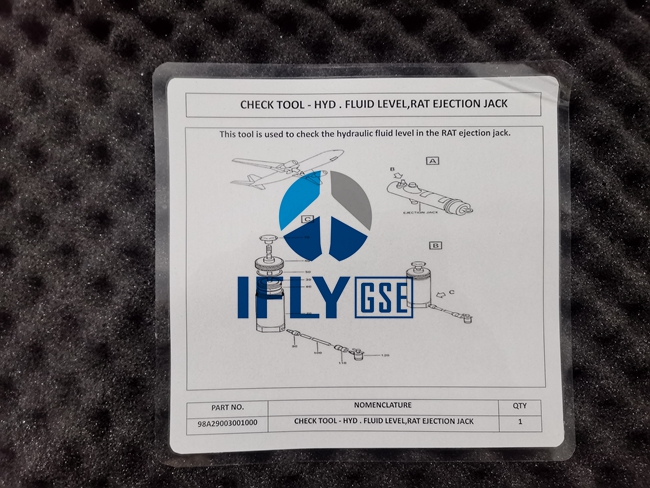 CHECK TOOL - HYD . FLUID LEVEL,RAT EJECTION JACK
This tool is used to check the hydraulic fluid level in the RAT ejection jack.
A
B
EJECTION JACK
C
B
C
IFLY GSE
PART NO. NOMENCLATURE QTY
98A29003001000 CHECK TOOL - HYD . FLUID LEVEL,RAT EJECTION JACK 1